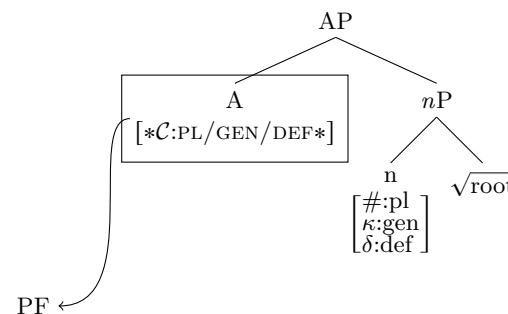 AP
A
nP
[*𝒞:PL/GEN/DEF*]
n
√root
[#:pl
κ:gen
δ:def]
PF